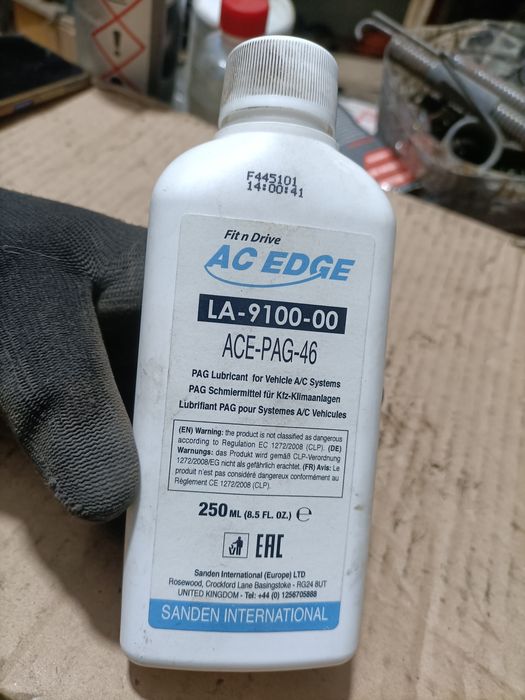 F445101
14:00:41
Fit n Drive
AC EDGE
LA-9100-00
ACE-PAG-46
PAG Lubricant for Vehicle A/C Systems
PAG Schmiermittel für Kfz-Klimaanlagen
Lubrifiant PAG pour Systemes A/C Vehicules
(EN) Warning: the product is not classified as dangerous
according to Regulation EC 1272/2008 (CLP). (DE)
Warnungs: das Produkt wird gemäß CLP-Verordnung
1272/2008/EG nicht als gefährlich erachtet. (FR) Avis: Le
produit n'est pas considéré dangereux conformément au
Règlement CE 1272/2008 (CLP).
250 ML (8.5 FL. OZ.) ℮
EAC
Sanden International (Europe) LTD
Rosewood, Crockford Lane Basingstoke - RG24 8UT
UNITED KINGDOM - Tel: +44 (0) 1256705888
SANDEN INTERNATIONAL